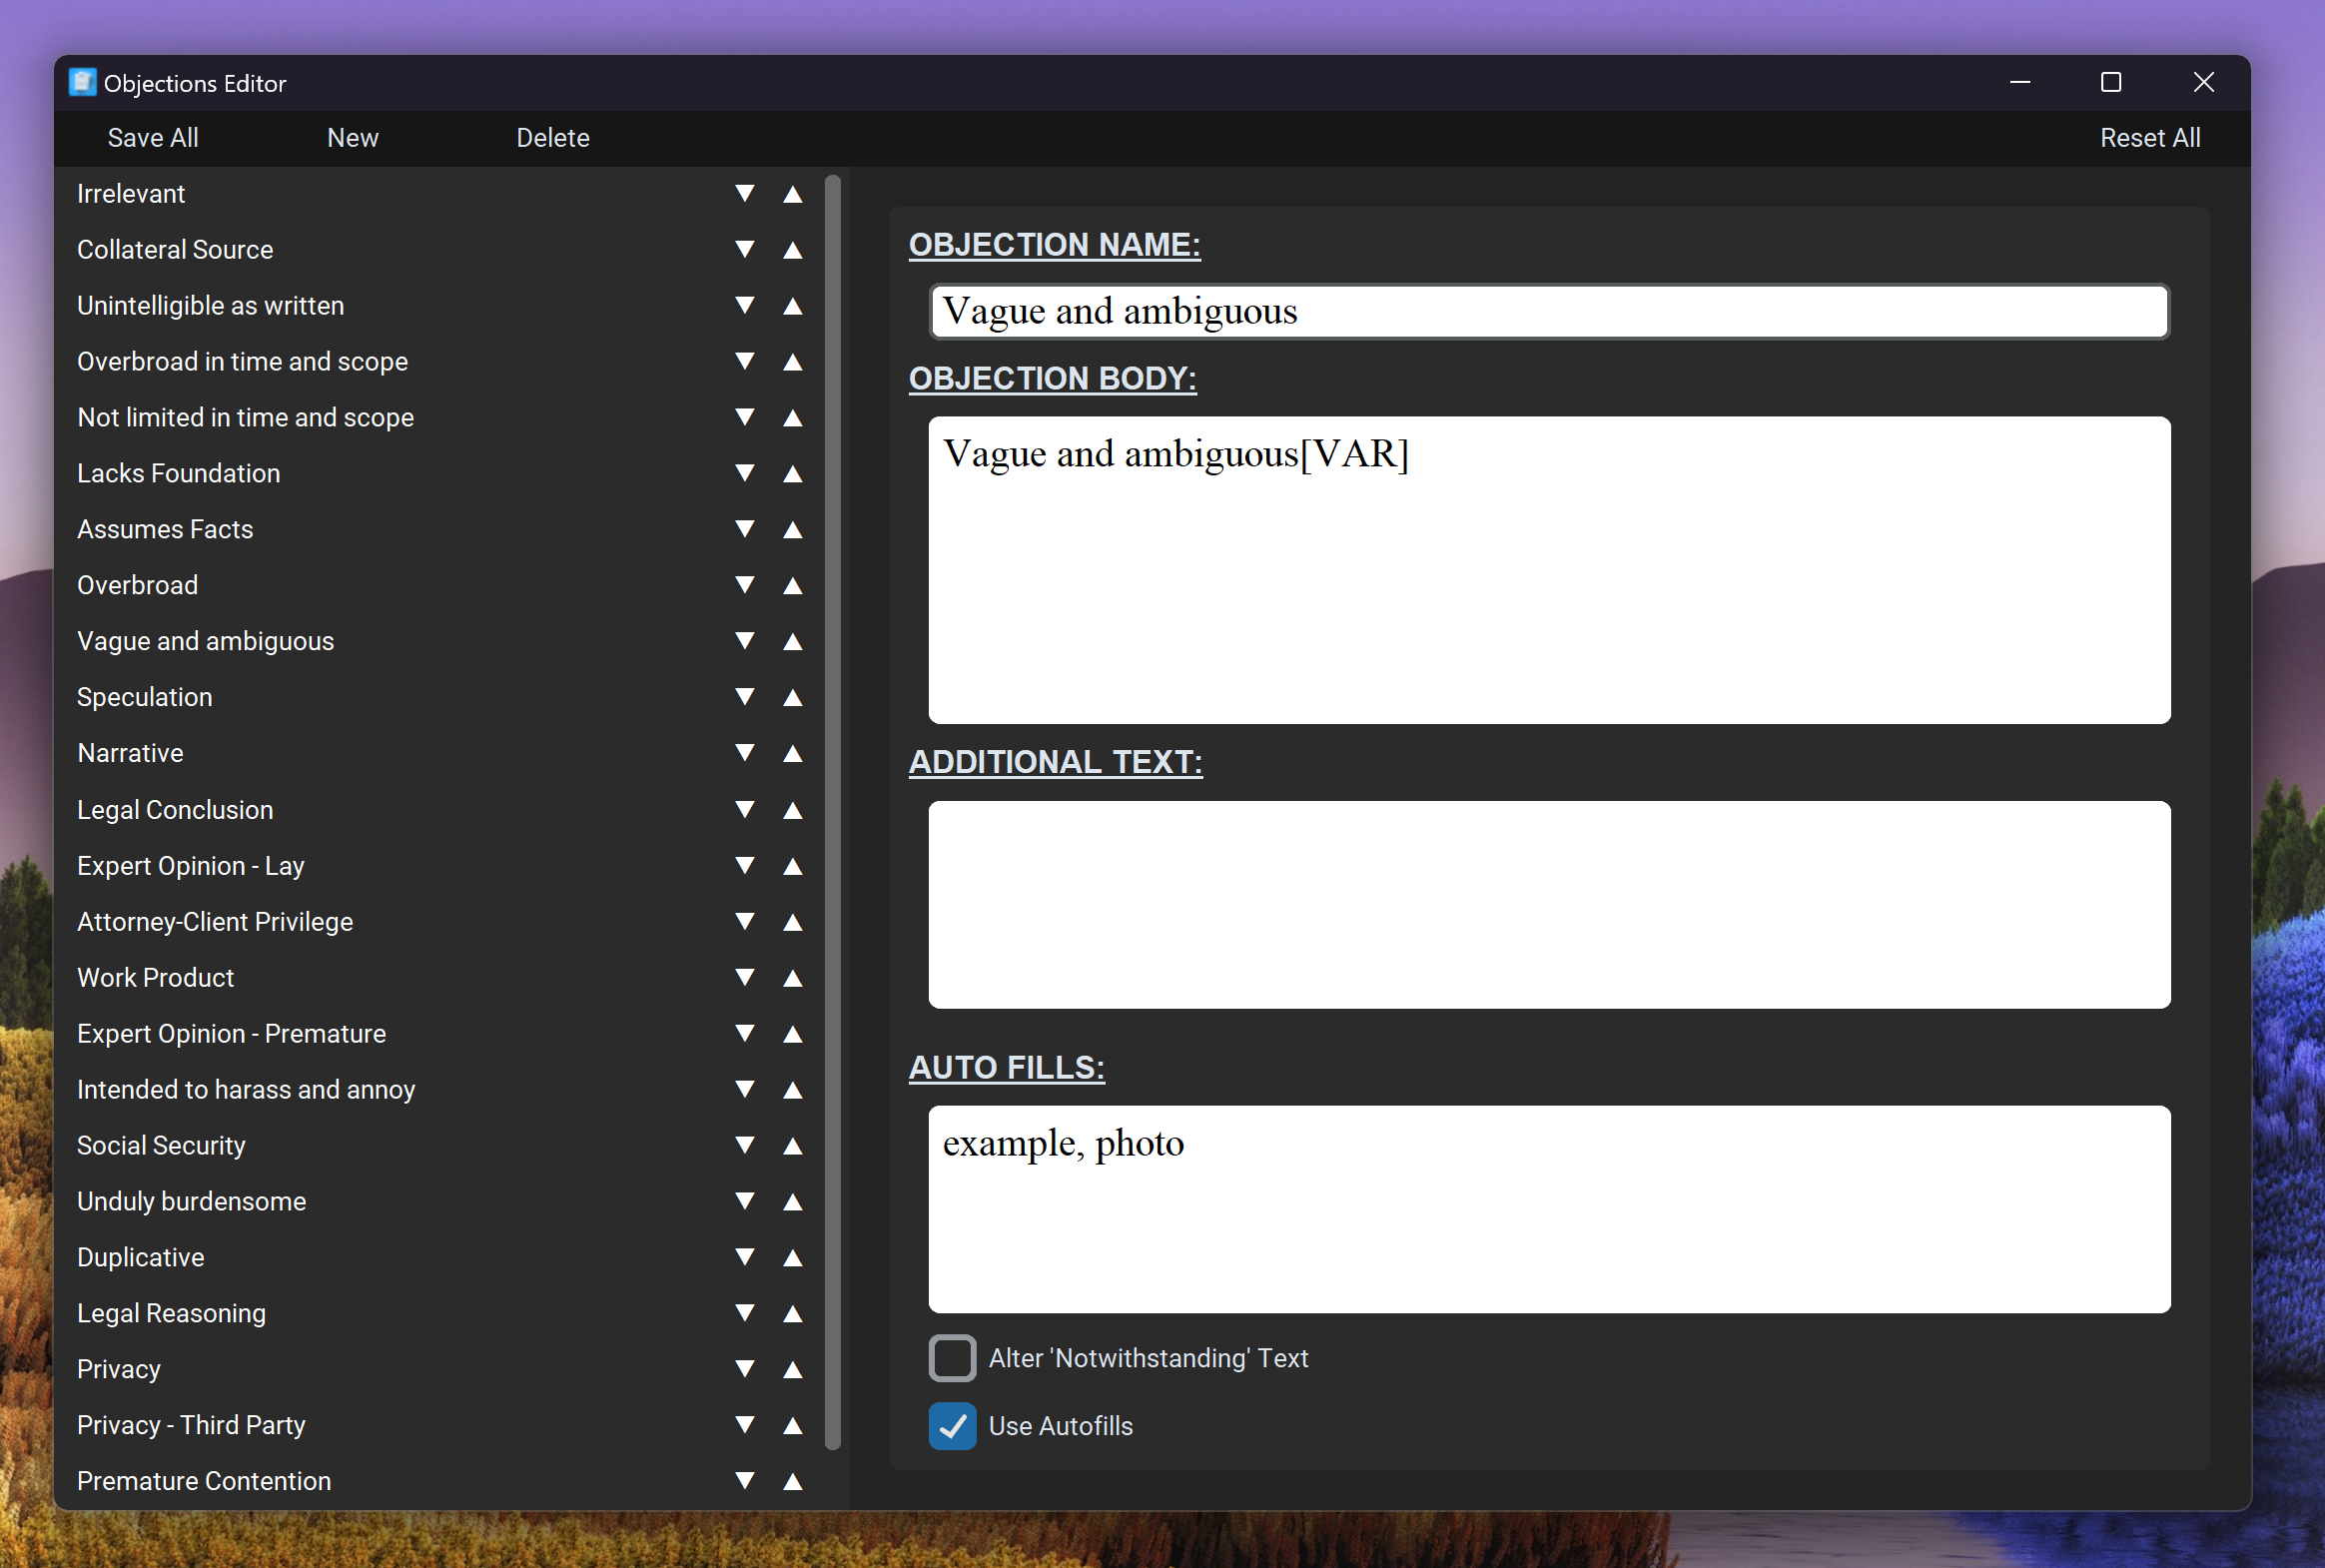 Objections Editor
Save All New Delete Reset All
Irrelevant
Collateral Source
Unintelligible as written
Overbroad in time and scope
Not limited in time and scope
Lacks Foundation
Assumes Facts
Overbroad
Vague and ambiguous
Speculation
Narrative
Legal Conclusion
Expert Opinion - Lay
Attorney-Client Privilege
Work Product
Expert Opinion - Premature
Intended to harass and annoy
Social Security
Unduly burdensome
Duplicative
Legal Reasoning
Privacy
Privacy - Third Party
Premature Contention
OBJECTION NAME:
Vague and ambiguous
OBJECTION BODY:
Vague and ambiguous[VAR]
ADDITIONAL TEXT:
AUTO FILLS:
example, photo
Alter 'Notwithstanding' Text
Use Autofills